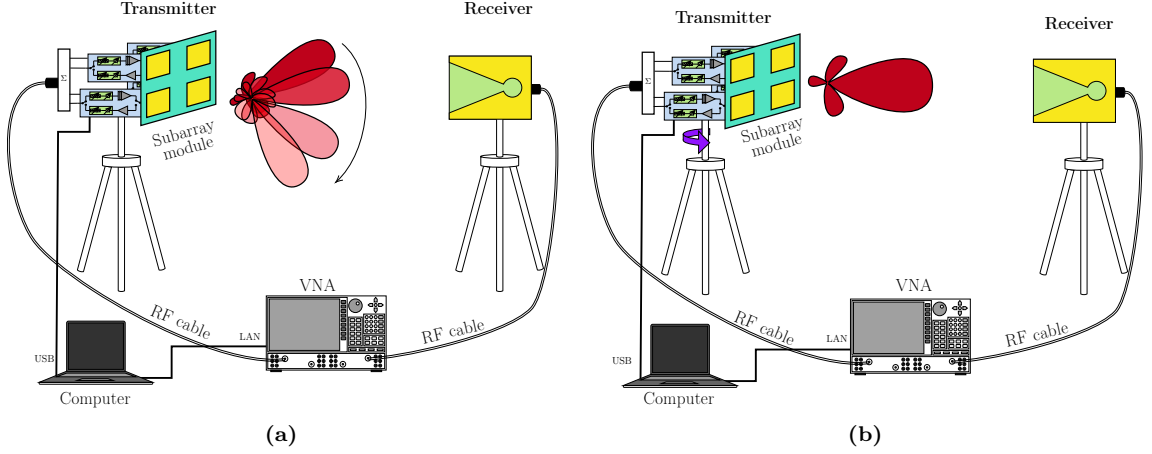 Transmitter
Receiver
Σ
Subarray
module
VNA
RF cable
RF cable
LAN
USB
Computer
(a)
Transmitter
Receiver
Σ
Subarray
module
VNA
RF cable
RF cable
LAN
USB
Computer
(b)